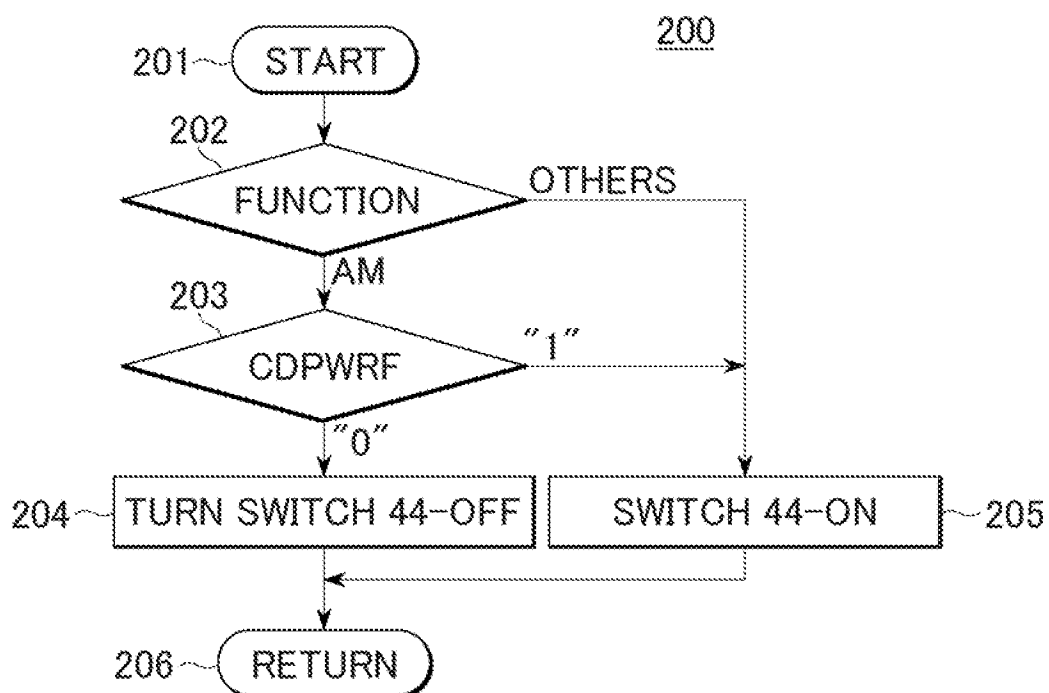 200
201 START
202
FUNCTION OTHERS
AM
203
CDPWRF "1"
"0"
204 TURN SWITCH 44-OFF SWITCH 44-ON 205
206 RETURN